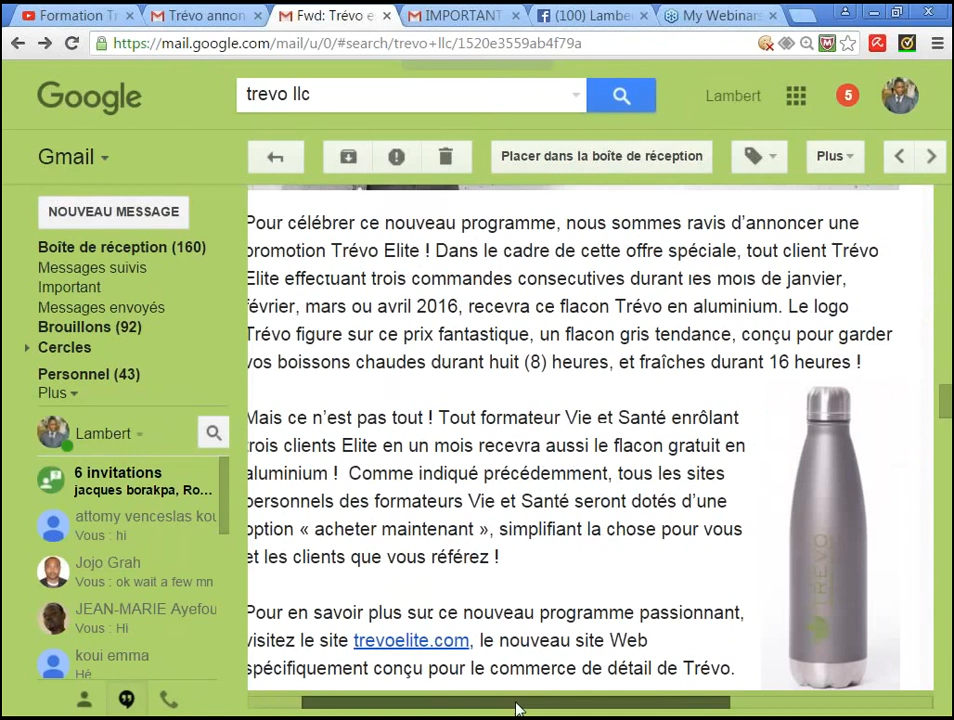 Formation Tr
Trévo annon
Fwd: Trévo e
IMPORTANT
(100) Lambe
My Webinars
https://mail.google.com/mail/u/0/#search/trevo+llc/1520e3559ab4f79a
Google
trevo llc
Lambert
5
Gmail
Placer dans la boîte de réception
Plus
NOUVEAU MESSAGE
Boîte de réception (160)
Messages suivis
Important
Messages envoyés
Brouillons (92)
Cercles
Personnel (43)
Plus
Lambert
6 invitations
jacques borakpa, Ro...
attomy venceslas kou
Vous : hi
Jojo Grah
Vous : ok wait a few mn
JEAN-MARIE Ayefou
Vous : Hi
koui emma
Hé
Pour célébrer ce nouveau programme, nous sommes ravis d'annoncer une
promotion Trévo Elite ! Dans le cadre de cette offre spéciale, tout client Trévo
Elite effectuant trois commandes consecutives durant les mois de janvier,
février, mars ou avril 2016, recevra ce flacon Trévo en aluminium. Le logo
Trévo figure sur ce prix fantastique, un flacon gris tendance, conçu pour garder
vos boissons chaudes durant huit (8) heures, et fraîches durant 16 heures !
Mais ce n'est pas tout ! Tout formateur Vie et Santé enrôlant
trois clients Elite en un mois recevra aussi le flacon gratuit en
aluminium ! Comme indiqué précédemment, tous les sites
personnels des formateurs Vie et Santé seront dotés d'une
option « acheter maintenant », simplifiant la chose pour vous
et les clients que vous référez !
Pour en savoir plus sur ce nouveau programme passionnant,
visitez le site trevoelite.com, le nouveau site Web
spécifiquement conçu pour le commerce de détail de Trévo.
TREVO